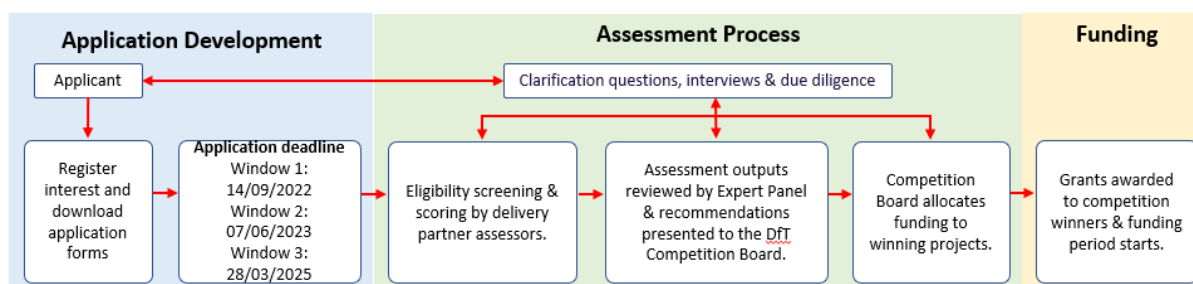 Application Development
Assessment Process
Funding
Applicant
Clarification questions, interviews & due diligence
Register
interest and
download
application
forms
Application deadline
Window 1:
14/09/2022
Window 2:
07/06/2023
Window 3:
28/03/2025
Eligibility screening &
scoring by delivery
partner assessors.
Assessment outputs
reviewed by Expert Panel
& recommendations
presented to the DfT
Competition Board.
Competition
Board allocates
funding to
winning projects.
Grants awarded
to competition
winners & funding
period starts.